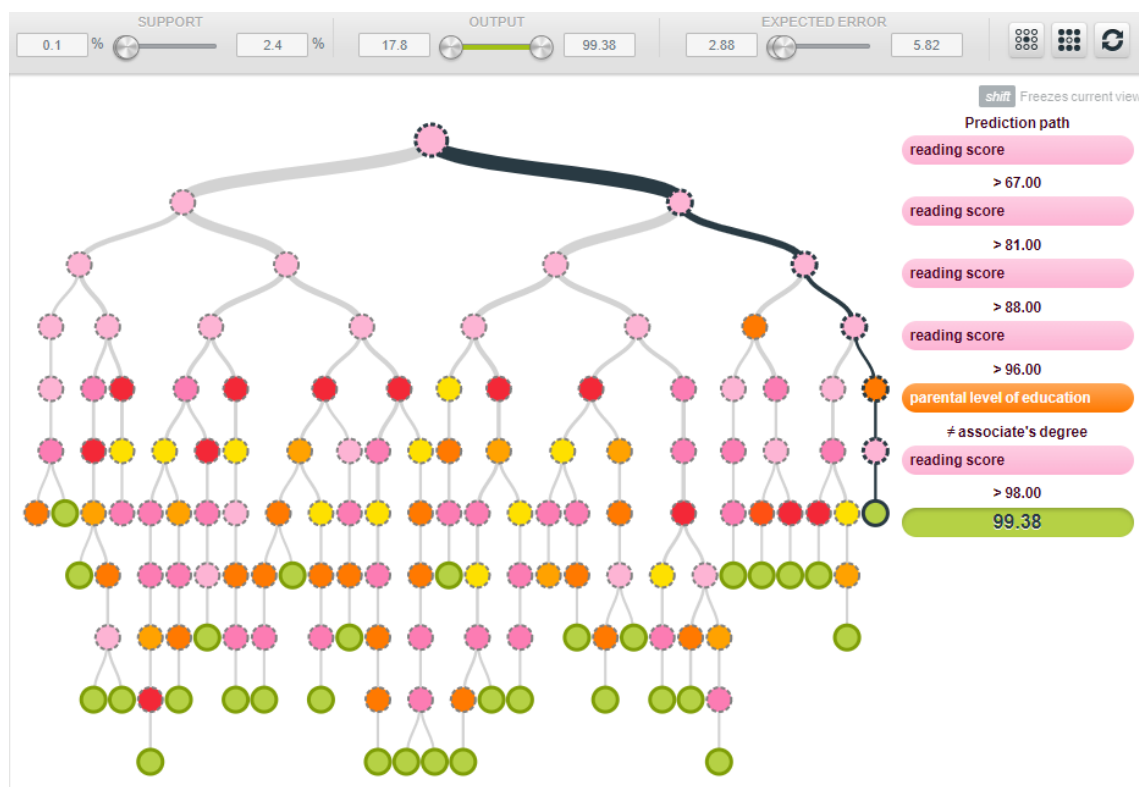 SUPPORT OUTPUT EXPECTED ERROR
0.1 % 2.4 % 17.8 99.38 2.88 5.82
shift Freezes current view
Prediction path
reading score
> 67.00
reading score
> 81.00
reading score
> 88.00
reading score
> 96.00
parental level of education
≠ associate's degree
reading score
> 98.00
99.38